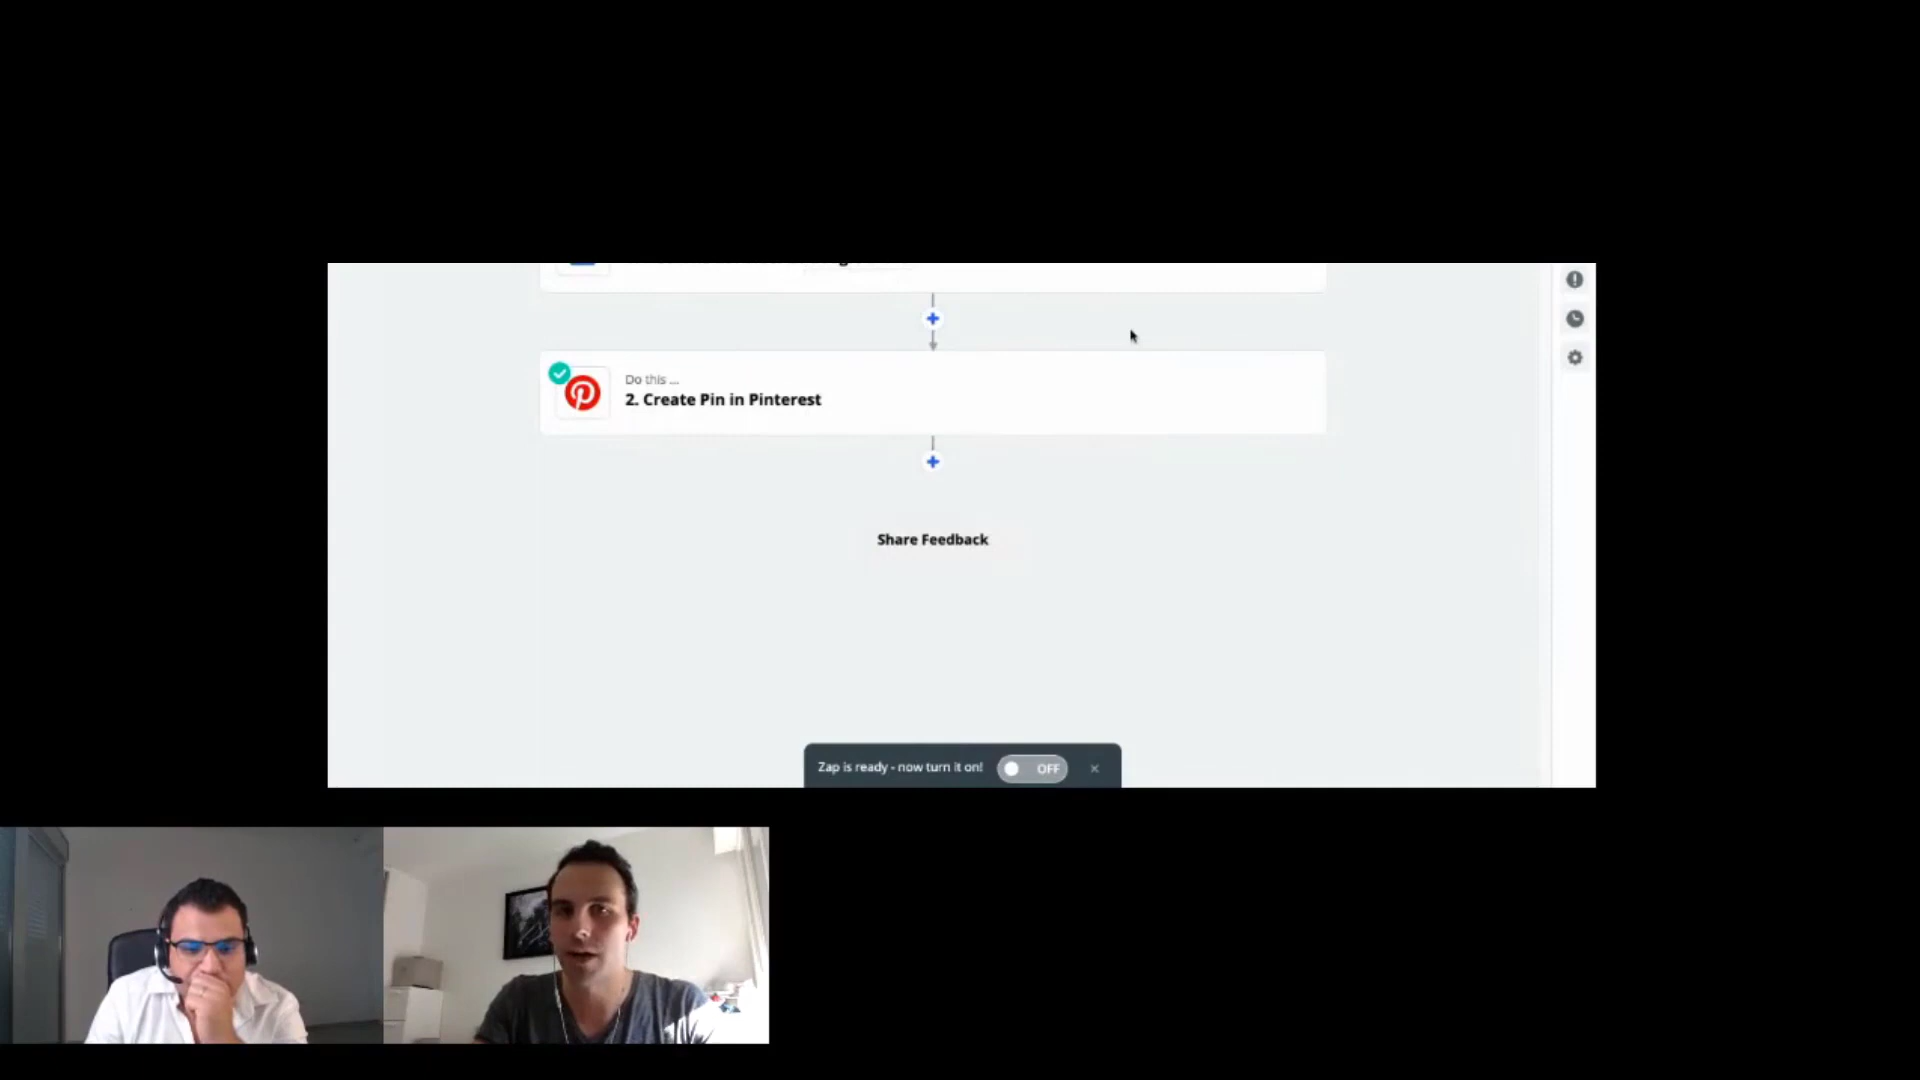 Do this ...
2. Create Pin in Pinterest
Share Feedback
Zap is ready - now turn it on!
OFF